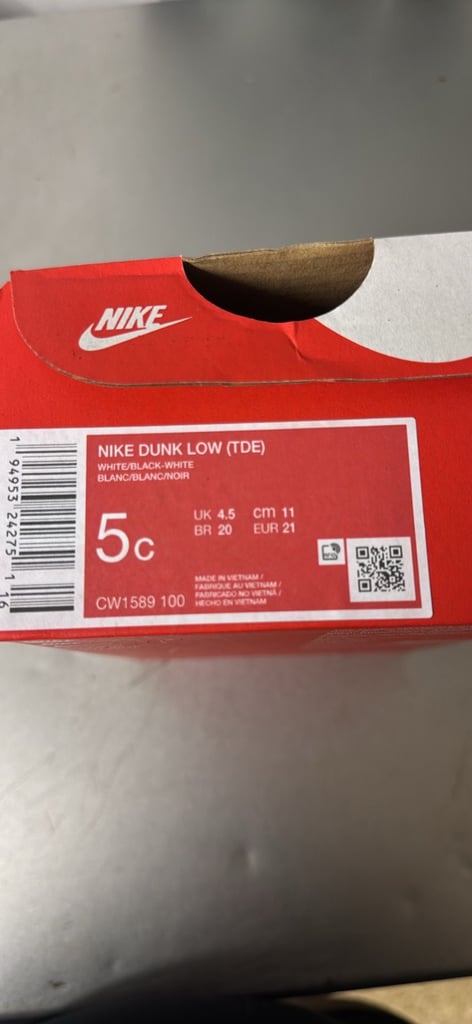 NIKE
NIKE DUNK LOW (TDE)
WHITE/BLACK-WHITE
BLANC/BLANC/NOIR
5C
UK 4.5 cm 11
BR 20 EUR 21
MADE IN VIETNAM /
FABRIQUE AU VIETNAM /
FABRICADO NO VIETNÃ /
HECHO EN VIETNAM
CW1589 100
1 94953 24275 1 16